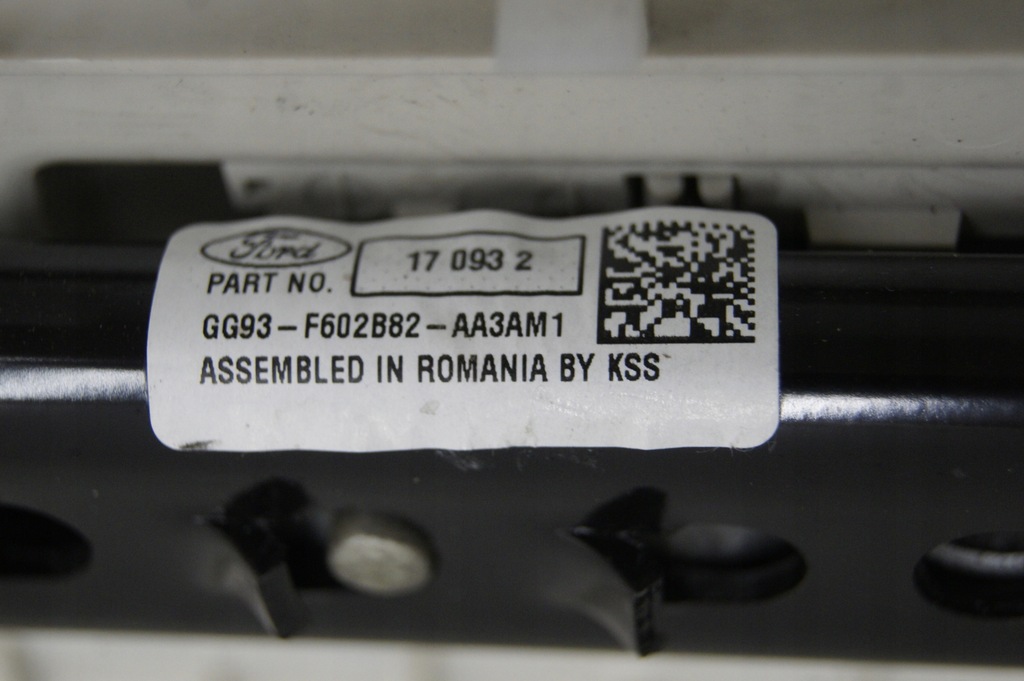 Ford
17 093 2
PART NO.
GG93-F602B82-AA3AM1
ASSEMBLED IN ROMANIA BY KSS